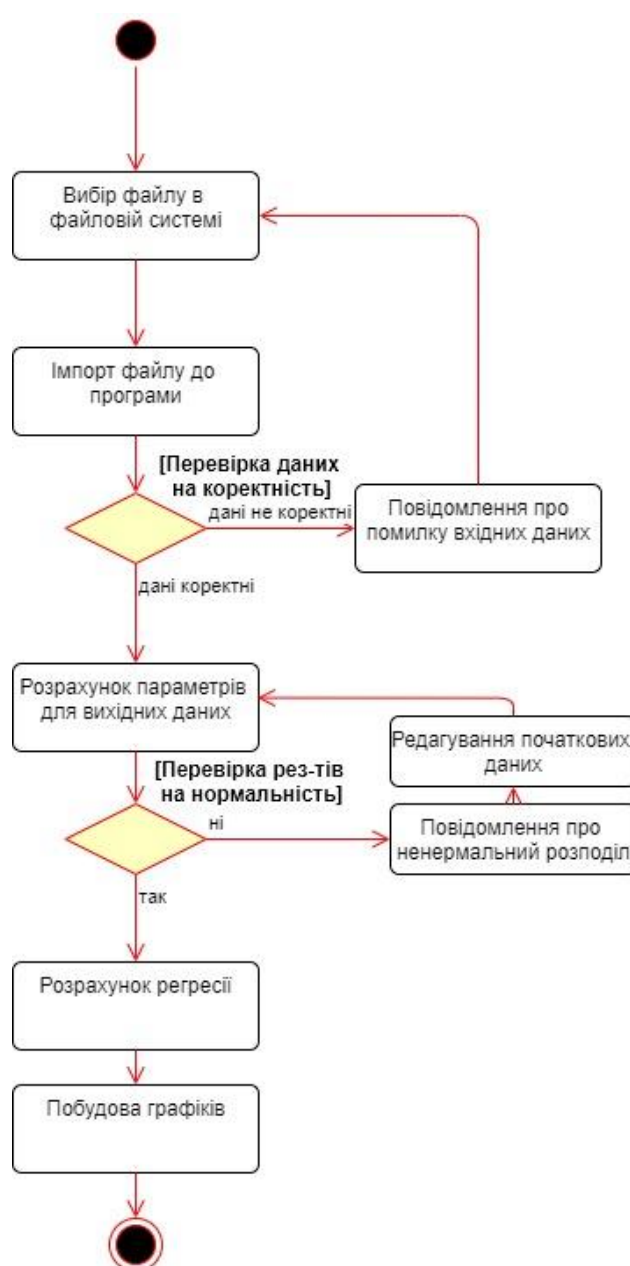 Вибір файлу в
файловій системі
Імпорт файлу до
програми
[Перевірка даних
на коректність]
дані не коректні
Повідомлення про
помилку вхідних даних
дані коректні
Розрахунок параметрів
для вихідних даних
Редагування початкових
даних
[Перевірка рез-тів
на нормальність]
ні
Повідомлення про
ненермальний розподіл
так
Розрахунок регресії
Побудова графіків